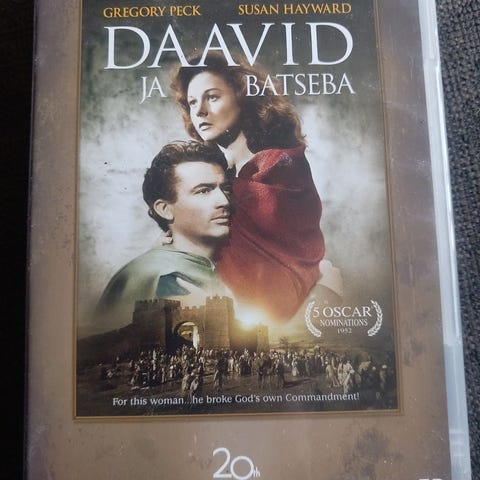 GREGORY PECK SUSAN HAYWARD
DAAVID
JA BATSEBA
5 OSCAR
NOMINATIONS
1952
For this woman...he broke God's own Commandment!
20th